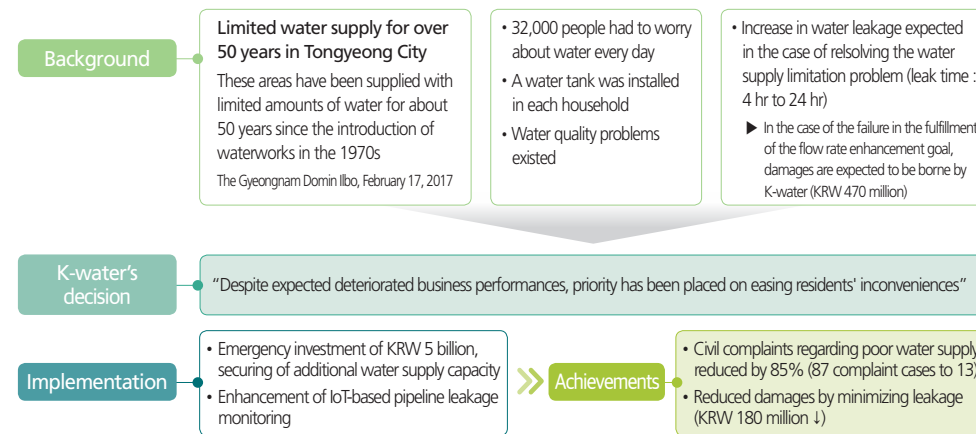 Background
Limited water supply for over
50 years in Tongyeong City
These areas have been supplied with
limited amounts of water for about
50 years since the introduction of
waterworks in the 1970s
The Gyeongnam Domin Ilbo, February 17, 2017
• 32,000 people had to worry
about water every day
• A water tank was installed
in each household
• Water quality problems
existed
• Increase in water leakage expected
in the case of relsolving the water
supply limitation problem (leak time :
4 hr to 24 hr)
▶ In the case of the failure in the fulfillment
of the flow rate enhancement goal,
damages are expected to be borne by
K-water (KRW 470 million)
K-water's
decision
“Despite expected deteriorated business performances, priority has been placed on easing residents' inconveniences”
Implementation
• Emergency investment of KRW 5 billion,
securing of additional water supply capacity
• Enhancement of IoT-based pipeline leakage
monitoring
Achievements
• Civil complaints regarding poor water supply
reduced by 85% (87 complaint cases to 13)
• Reduced damages by minimizing leakage
(KRW 180 million ↓)